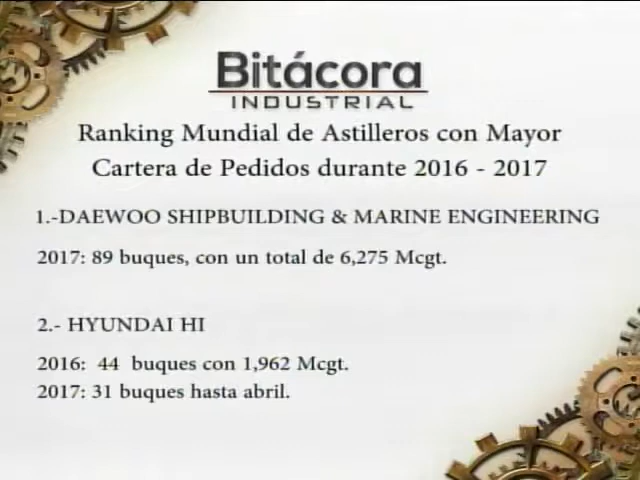 Bitácora
INDUSTRIAL
Ranking Mundial de Astilleros con Mayor
Cartera de Pedidos durante 2016 - 2017
1.-DAEWOO SHIPBUILDING & MARINE ENGINEERING
2017: 89 buques, con un total de 6,275 Mcgt.
2.- HYUNDAI HI
2016: 44 buques con 1,962 Mcgt.
2017: 31 buques hasta abril.